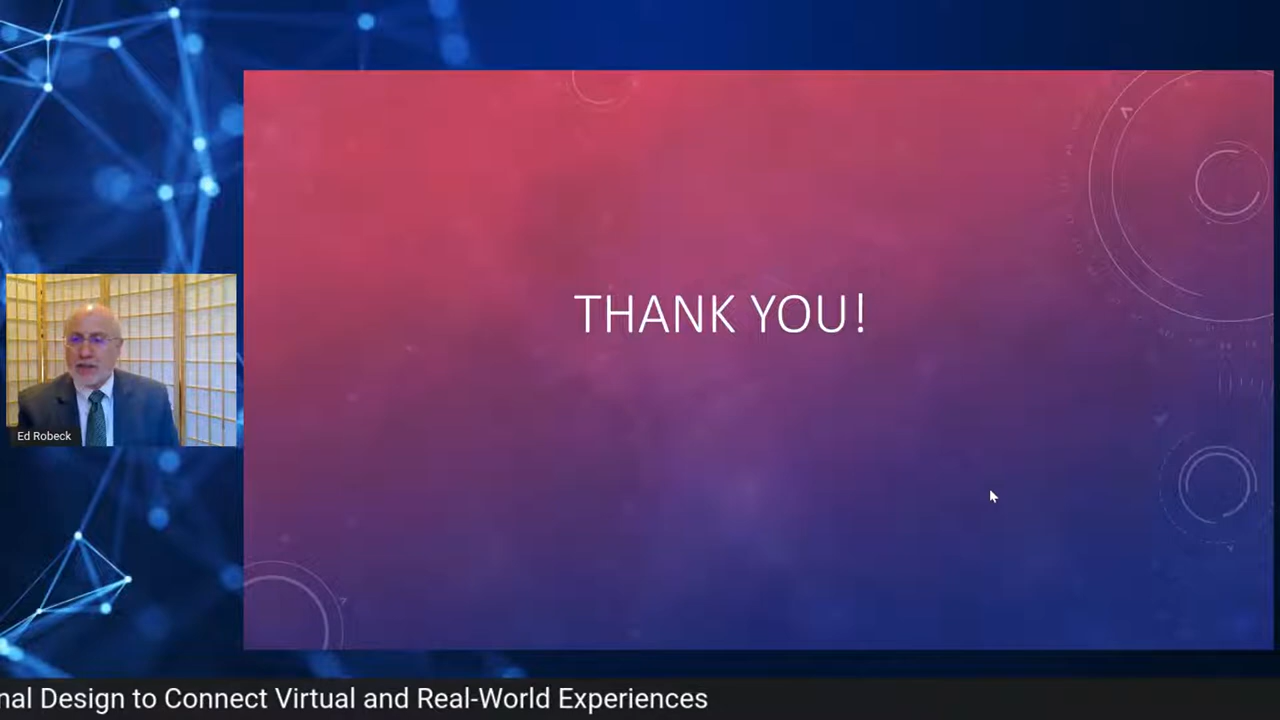 THANK YOU!
Ed Robeck
nal Design to Connect Virtual and Real-World Experiences